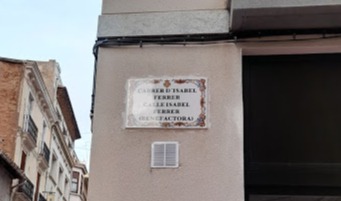 CARRER D'ISABEL
FERRER
CALLE ISABEL
FERRER
(BENEFACTORA)